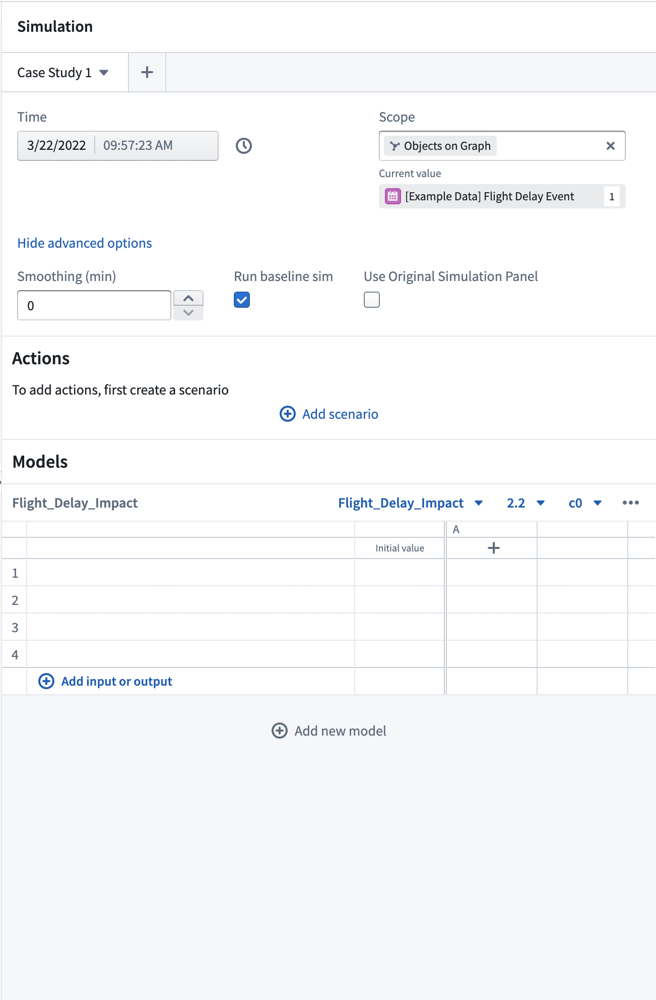 Simulation
Case Study 1
Time
Scope
3/22/2022 09:57:23 AM
Objects on Graph
Current value
[Example Data] Flight Delay Event 1
Hide advanced options
Smoothing (min) Run baseline sim Use Original Simulation Panel
0
Actions
To add actions, first create a scenario
Add scenario
Models
Flight_Delay_Impact Flight_Delay_Impact 2.2 c0
A
Initial value
1
2
3
4
Add input or output
Add new model